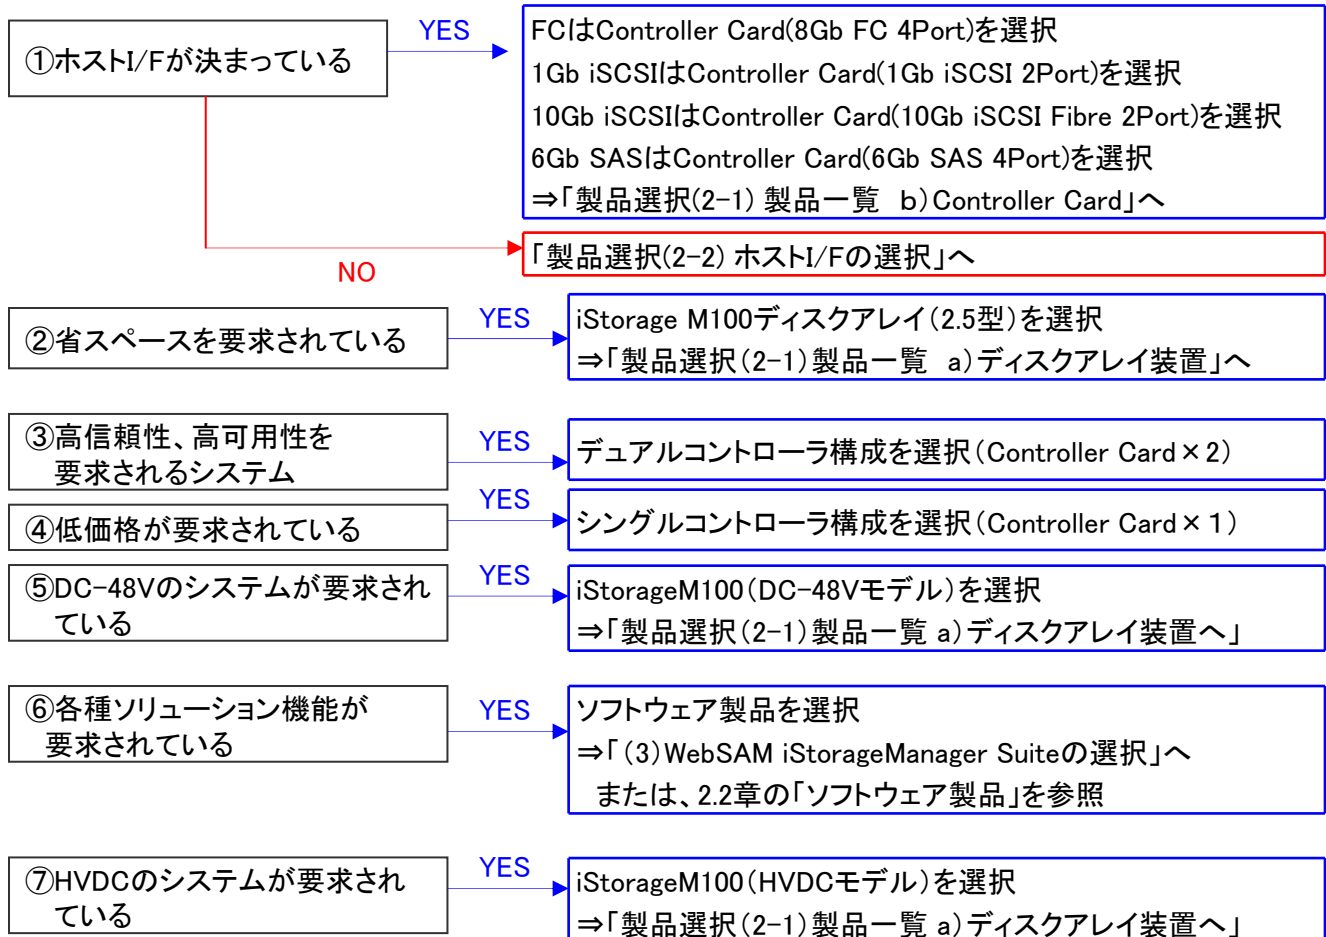 ①ホストI/Fが決まっている
YES
FCはController Card(8Gb FC 4Port)を選択
1Gb iSCSIはController Card(1Gb iSCSI 2Port)を選択
10Gb iSCSIはController Card(10Gb iSCSI Fibre 2Port)を選択
6Gb SASはController Card(6Gb SAS 4Port)を選択
⇒「製品選択(2-1) 製品一覧　b)Controller Card」へ
NO
「製品選択(2-2) ホストI/Fの選択」へ
②省スペースを要求されている
YES
iStorage M100ディスクアレイ(2.5型)を選択
⇒「製品選択(2-1)製品一覧　a)ディスクアレイ装置」へ
③高信頼性、高可用性を
要求されるシステム
YES
デュアルコントローラ構成を選択(Controller Card×2)
④低価格が要求されている
YES
シングルコントローラ構成を選択(Controller Card×1)
⑤DC-48Vのシステムが要求され
ている
YES
iStorageM100(DC-48Vモデル)を選択
⇒「製品選択(2-1)製品一覧 a)ディスクアレイ装置へ」
⑥各種ソリューション機能が
要求されている
YES
ソフトウェア製品を選択
⇒「(3)WebSAM iStorageManager Suiteの選択」へ
または、2.2章の「ソフトウェア製品」を参照
⑦HVDCのシステムが要求され
ている
YES
iStorageM100(HVDCモデル)を選択
⇒「製品選択(2-1)製品一覧 a)ディスクアレイ装置へ」